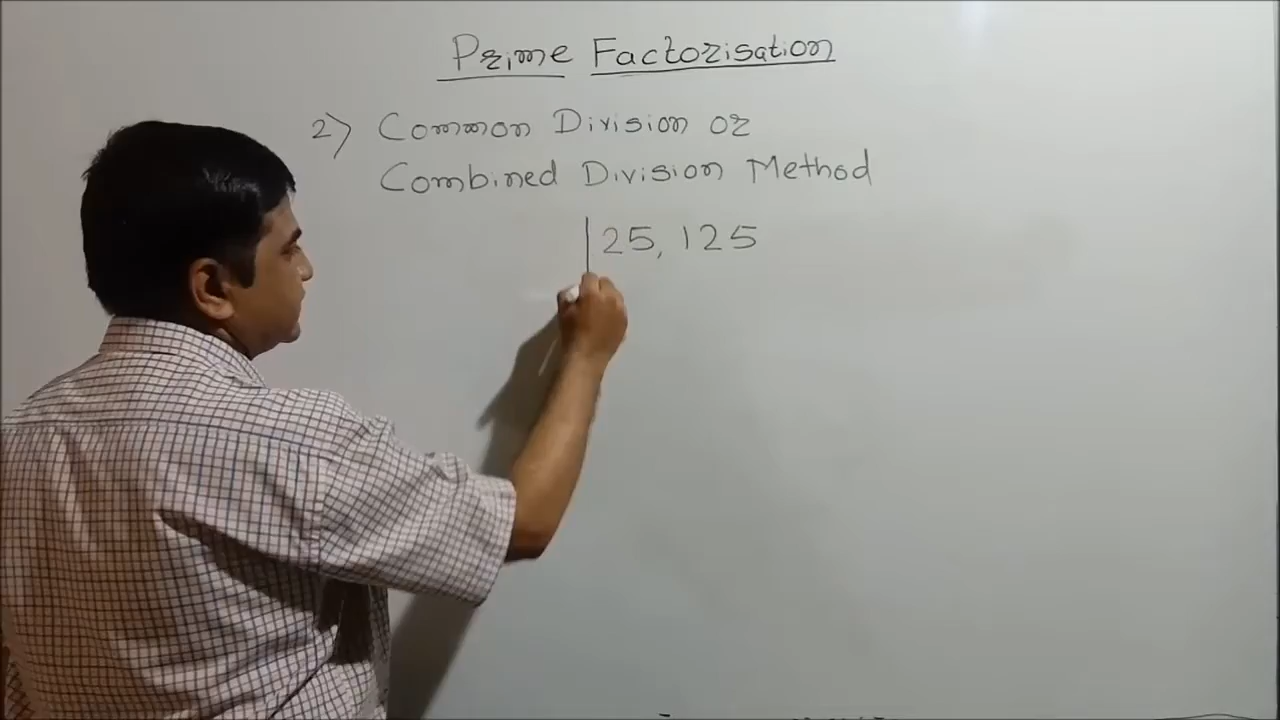 Prime Factorisation
2) Common Division or
Combined Division Method
25, 125